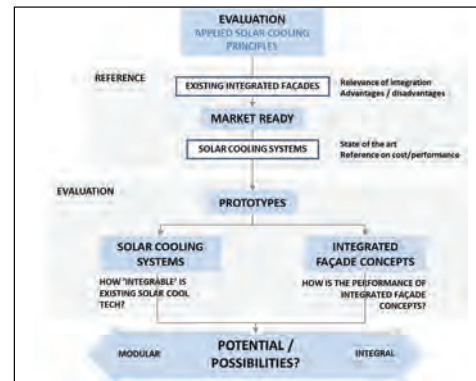 EVALUATION
APPLIED SOLAR COOLING
PRINCIPLES
REFERENCE
EXISTING INTEGRATED FAÇADES
Relevance of integration
Advantages / disadvantages
MARKET READY
SOLAR COOLING SYSTEMS
State of the art
Reference on cost/performance
EVALUATION
PROTOTYPES
SOLAR COOLING
SYSTEMS
INTEGRATED
FAÇADE CONCEPTS
HOW 'INTEGRABLE' IS
EXISTING SOLAR COOL
TECH?
HOW IS THE PERFORMANCE OF
INTEGRATED FAÇADE
CONCEPTS?
MODULAR
POTENTIAL /
POSSIBILITIES?
INTEGRAL